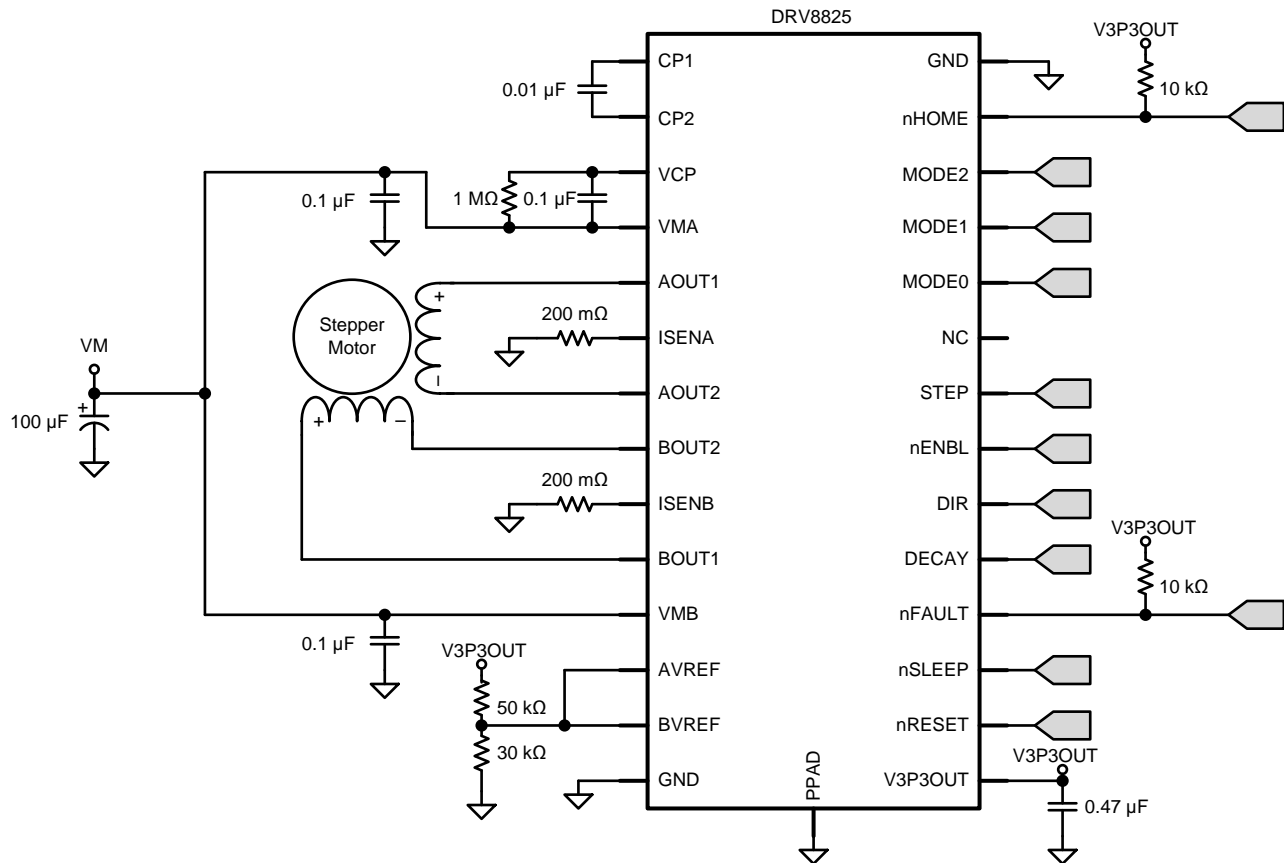 DRV8825
V3P3OUT
10 kΩ
CP1
GND
0.01 µF
CP2
nHOME
VCP
MODE2
0.1 µF
1 MΩ
0.1 µF
VMA
MODE1
AOUT1
MODE0
+
Stepper
Motor
200 mΩ
ISENA
NC
VM
–
AOUT2
STEP
+
100 µF
+
–
BOUT2
nENBL
200 mΩ
ISENB
DIR
V3P3OUT
BOUT1
DECAY
10 kΩ
VMB
nFAULT
0.1 µF
V3P3OUT
AVREF
nSLEEP
50 kΩ
BVREF
nRESET
30 kΩ
V3P3OUT
GND
PPAD
V3P3OUT
0.47 µF